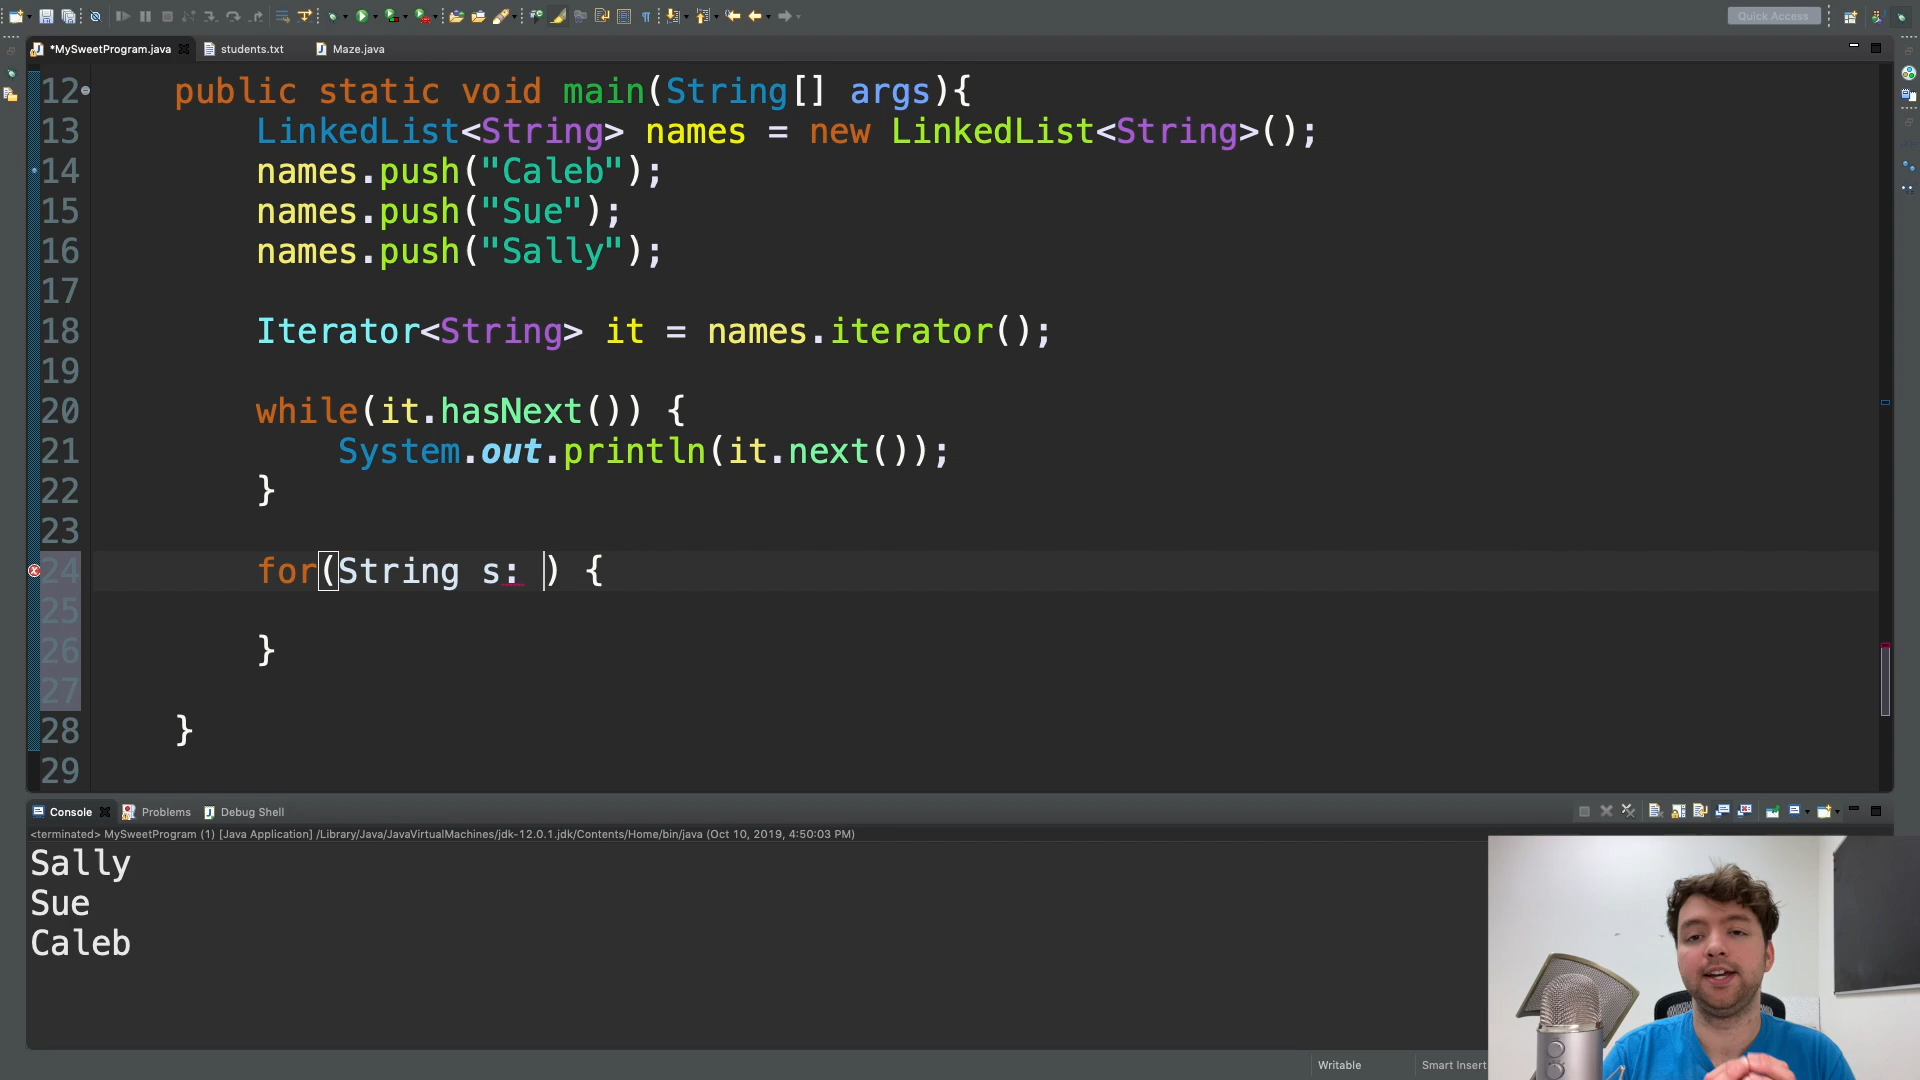 Quick Access
*MySweetProgram.java students.txt Maze.java
12 public static void main(String[] args){
13 LinkedList<String> names = new LinkedList<String>();
14 names.push("Caleb");
15 names.push("Sue");
16 names.push("Sally");
17
18 Iterator<String> it = names.iterator();
19
20 while(it.hasNext()) {
21 System.out.println(it.next());
22 }
23
24 for(String s: ) {
25
26 }
27
28 }
29
Console Problems Debug Shell
<terminated> MySweetProgram (1) [Java Application] /Library/Java/JavaVirtualMachines/jdk-12.0.1.jdk/Contents/Home/bin/java (Oct 10, 2019, 4:50:03 PM)
Sally
Sue
Caleb
Writable Smart Insert